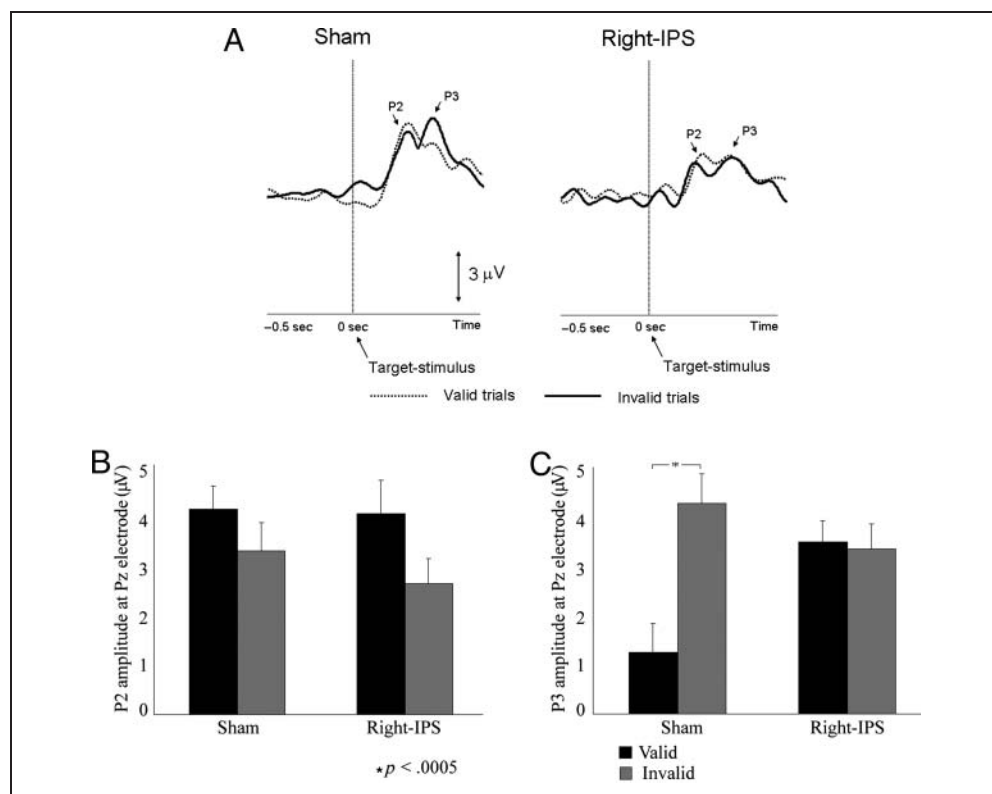 A
Sham
Right-IPS
P2
P3
P2
P3
3 µV
–0.5 sec
0 sec
Time
–0.5 sec
0 sec
Time
Target-stimulus
Target-stimulus
Valid trials
Invalid trials
B
P2 amplitude at Pz electrode (µV)
5
4
3
2
1
0
Sham
Right-IPS
*p < .0005
C
P3 amplitude at Pz electrode (µV)
5
4
3
2
1
0
*
Sham
Right-IPS
Valid
Invalid